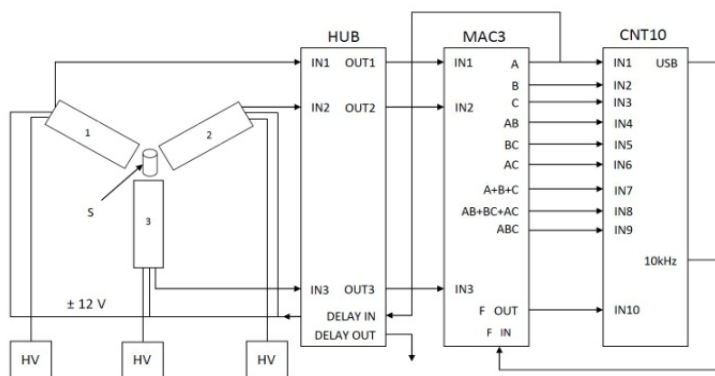 HUB MAC3 CNT10
IN1 OUT1 IN1 A IN1 USB
B IN2
IN2 OUT2 IN2 C IN3
1 2 AB IN4
BC IN5
AC IN6
A+B+C IN7
S 3 AB+BC+AC IN8
ABC IN9
10kHz
IN3 OUT3 IN3
± 12 V DELAY IN F OUT IN10
DELAY OUT F IN
HV HV HV